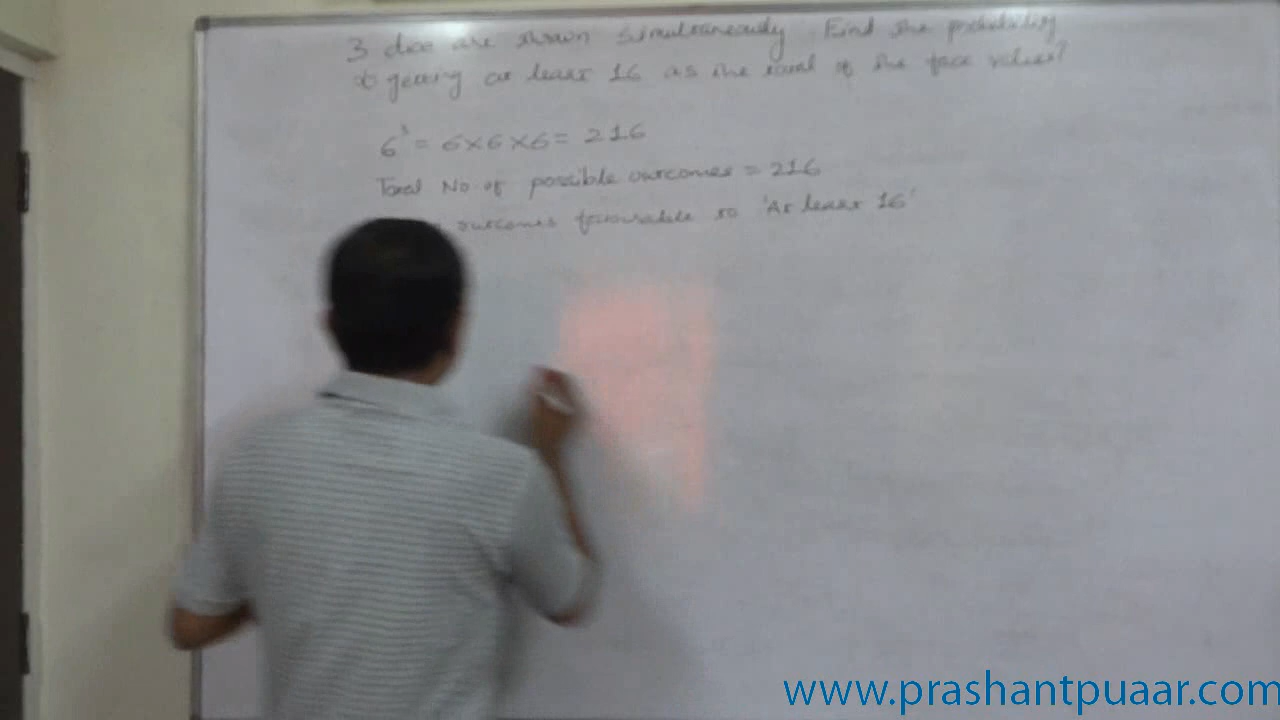 3 dice are thrown simultaneously Find the probability
of getting at least 16 as the total of the face values?
6³ = 6×6×6 = 216
Total No of possible outcomes = 216
outcomes favourable to 'At least 16'
www.prashantpuaar.com